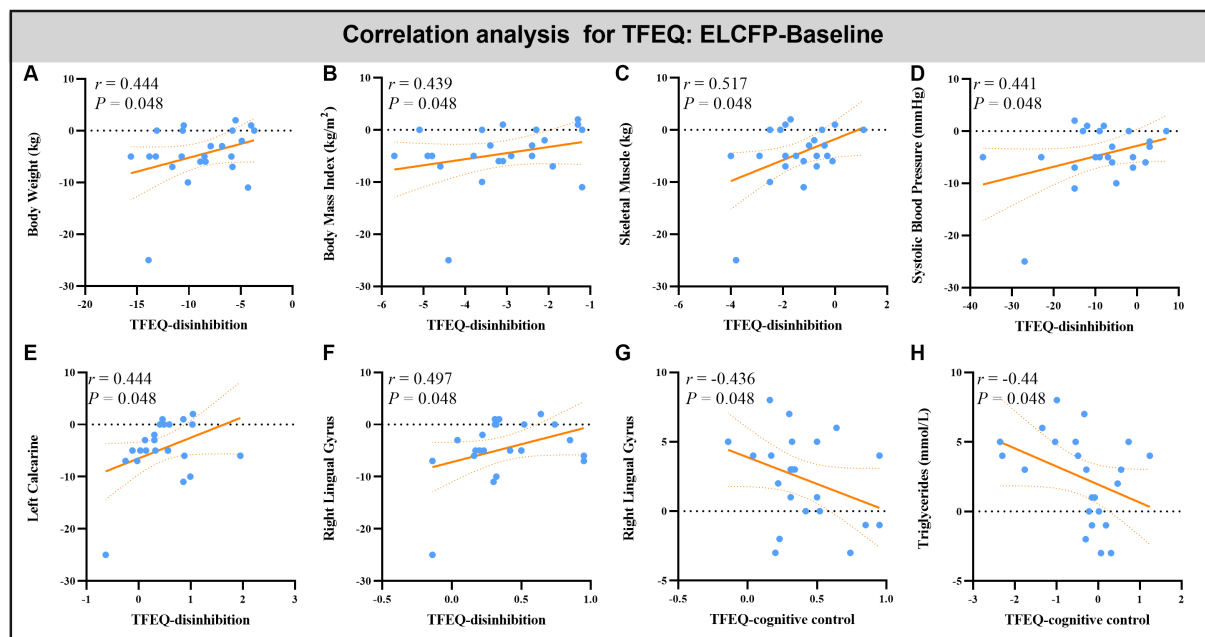 Correlation analysis for TFEQ: ELCFP-Baseline
A
r = 0.444
P = 0.048
Body Weight (kg)
10
0
-10
-20
-30
-20
-15
-10
-5
0
TFEQ-disinhibition
B
r = 0.439
P = 0.048
Body Mass Index (kg/m²)
10
0
-10
-20
-30
-6
-5
-4
-3
-2
-1
TFEQ-disinhibition
C
r = 0.517
P = 0.048
Skeletal Muscle (kg)
10
0
-10
-20
-30
-6
-4
-2
0
2
TFEQ-disinhibition
D
r = 0.441
P = 0.048
Systolic Blood Pressure (mmHg)
10
0
-10
-20
-30
-40
-30
-20
-10
0
10
TFEQ-disinhibition
E
r = 0.444
P = 0.048
Left Calcarine
10
0
-10
-20
-30
-1
0
1
2
3
TFEQ-disinhibition
F
r = 0.497
P = 0.048
Right Lingual Gyrus
10
0
-10
-20
-30
-0.5
0.0
0.5
1.0
TFEQ-disinhibition
G
r = -0.436
P = 0.048
Right Lingual Gyrus
10
5
0
-5
-0.5
0.0
0.5
1.0
TFEQ-cognitive control
H
r = -0.44
P = 0.048
Triglycerides (mmol/L)
10
5
0
-5
-3
-2
-1
0
1
2
TFEQ-cognitive control